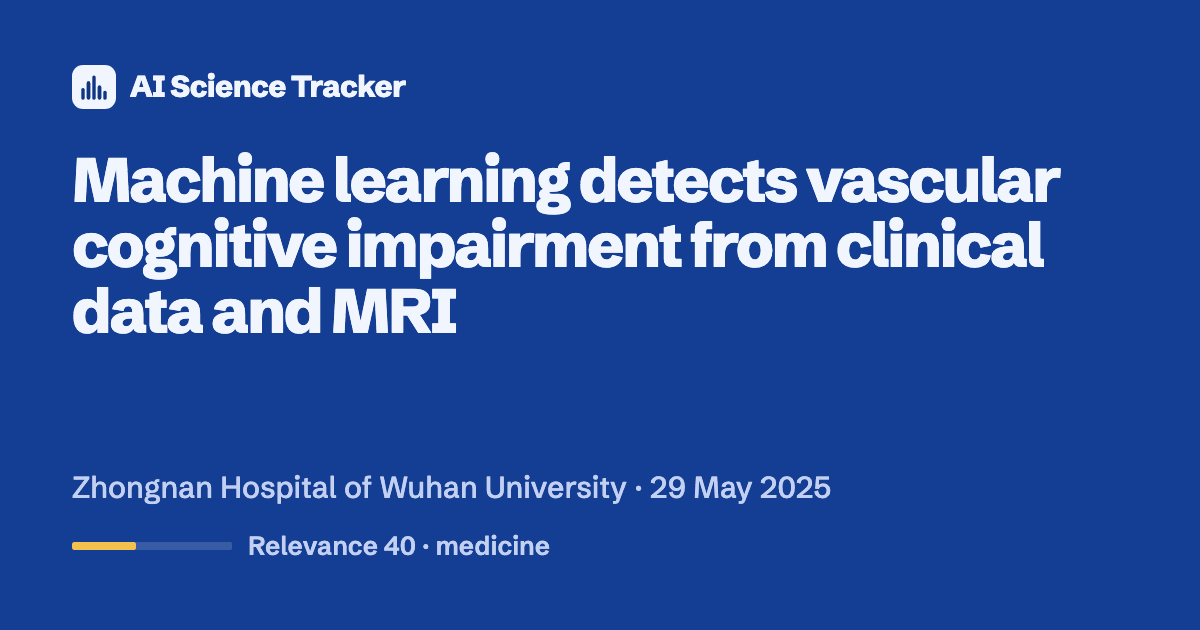 AI Science Tracker
Machine learning detects vascular
cognitive impairment from clinical
data and MRI
Zhongnan Hospital of Wuhan University · 29 May 2025
Relevance 40 · medicine